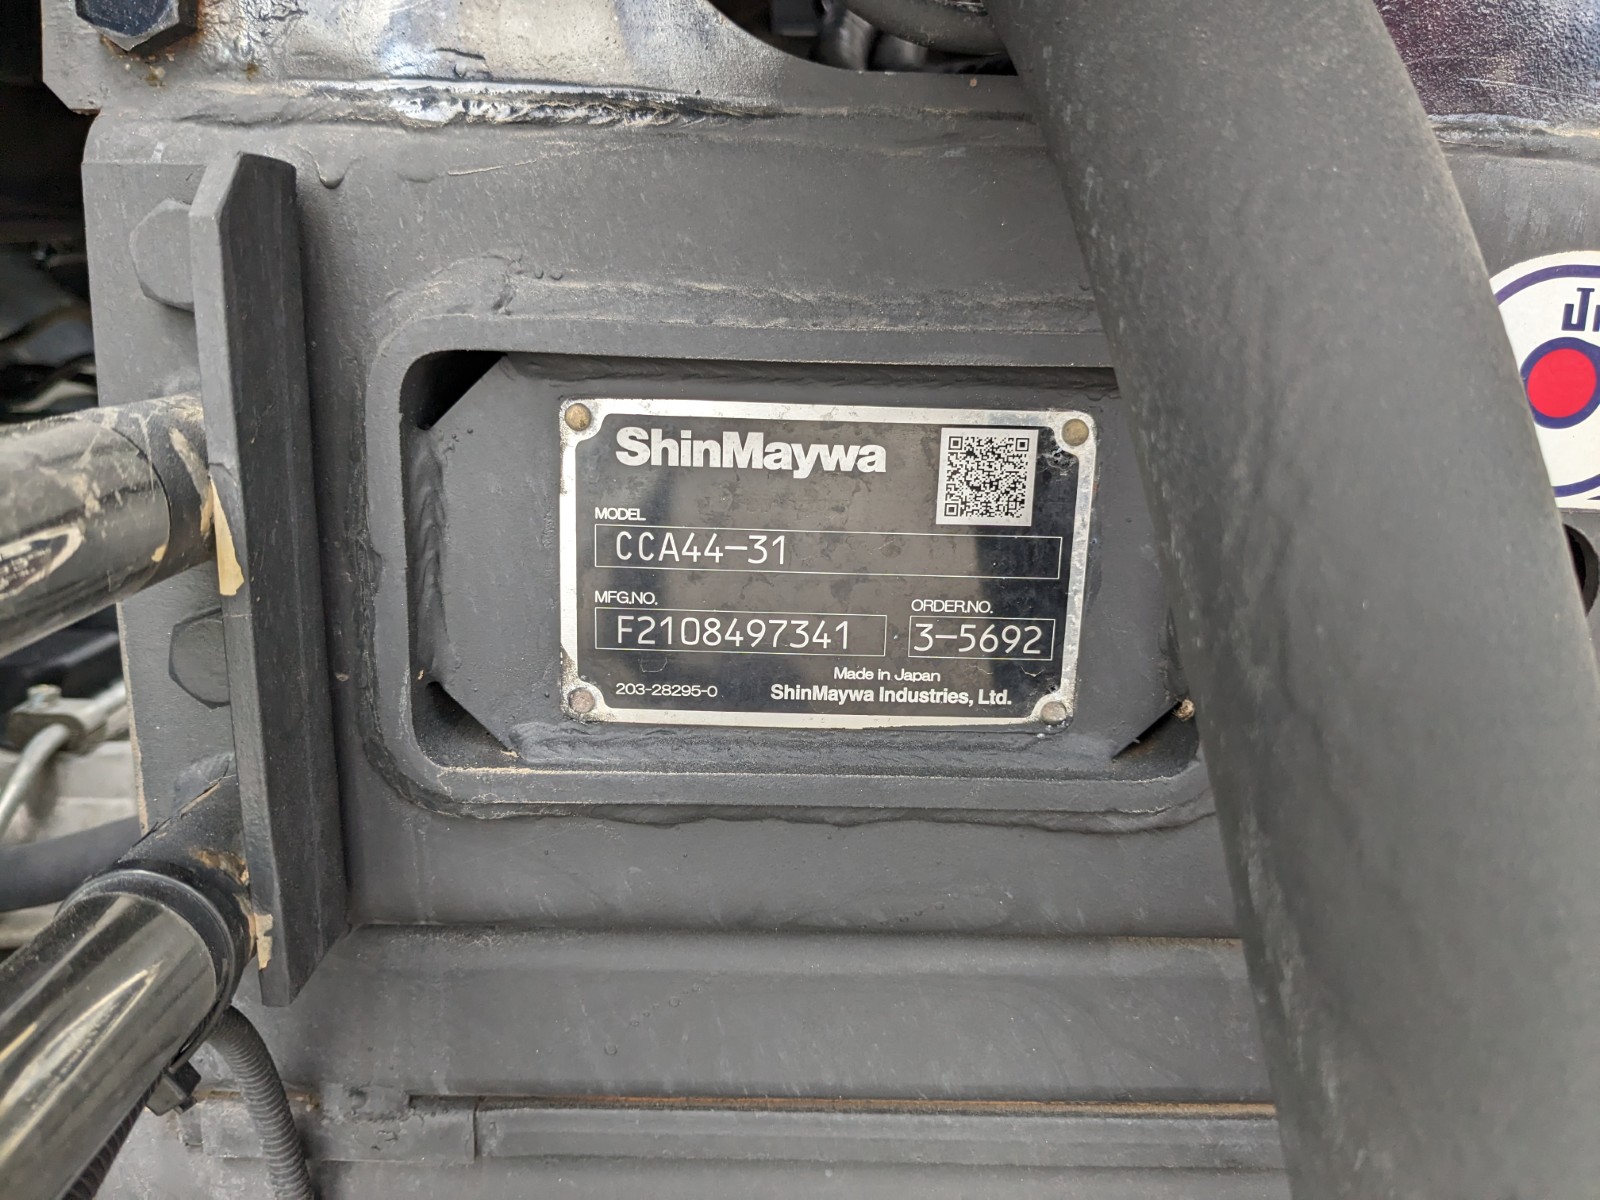 ShinMaywa
MODEL
CCA44-31
MFG.NO.
ORDER.NO.
F2108497341
3-5692
Made in Japan
203-28295-0
ShinMaywa Industries, Ltd.